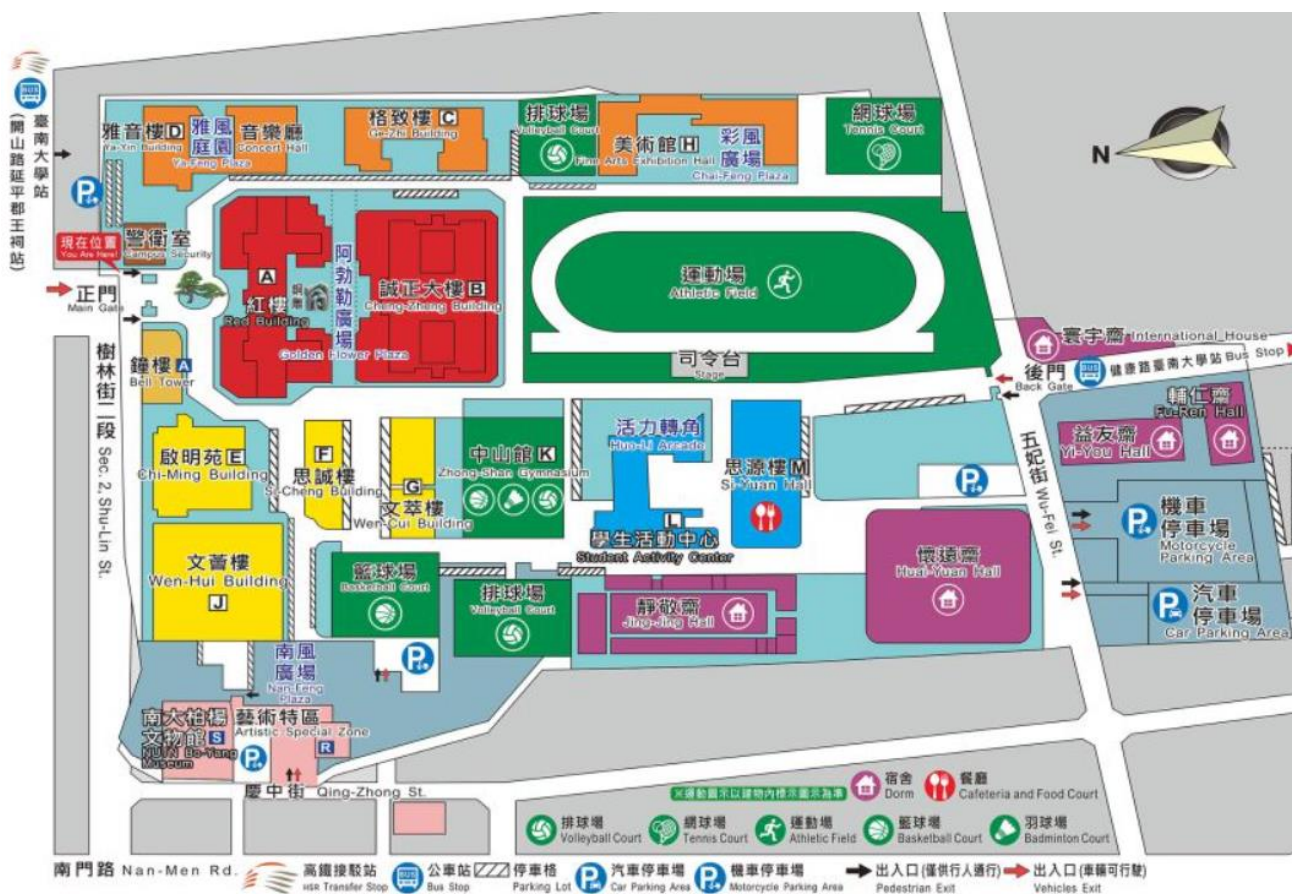 臺南大學站
(開山路延平郡王祠站)
BUS
雅音樓 D
Ya-Yin Building
雅風庭園
Ya-Feng Plaza
音樂廳
Concert Hall
格致樓 C
Ge-Zhi Building
排球場
Volleyball Court
美術館 H
Fine Arts Exhibition Hall
彩風廣場
Chai-Feng Plaza
網球場
Tennis Court
N
警衛室
Campus Security
現在位置
You Are Here!
正門
Main Gate
A
紅樓
Red Building
阿勃勒廣場
Golden Flower Plaza
誠正大樓 B
Cheng-Zheng Building
運動場
Athletic Field
司令台
Stage
寰宇齋 International House
後門
Back Gate
BUS
健康路臺南大學站 Bus Stop
輔仁齋
Fu-Ren Hall
益友齋
Yi-You Hall
樹林街二段 Sec. 2, Shu-Lin St.
鐘樓 A
Bell Tower
啟明苑 E
Chi-Ming Building
F
思誠樓
Si-Cheng Building
G
文萃樓
Wen-Cui Building
中山館 K
Zhong-Shan Gymnasium
活力轉角
Huo-Li Arcade
L
學生活動中心
Student Activity Center
思源樓 M
Si-Yuan Hall
P
五妃街 Wu-Fei St.
P
機車停車場
Motorcycle Parking Area
P
汽車停車場
Car Parking Area
文薈樓
Wen-Hui Building
J
籃球場
Basketball Court
排球場
Volleyball Court
靜敬齋
Jing-Jing Hall
懷遠齋
Huai-Yuan Hall
南風廣場
Nan-Feng Plaza
P
南大柏楊文物館 S
NUTN Bo-Yang Museum
藝術特區
Artistic Special Zone
R
P
慶中街 Qing-Zhong St.
南門路 Nan-Men Rd.
※運動圖示以建物內標示圖示為準
宿舍
Dorm
餐廳
Cafeteria and Food Court
排球場
Volleyball Court
網球場
Tennis Court
運動場
Athletic Field
籃球場
Basketball Court
羽球場
Badminton Court
高鐵接駁站
HSR Transfer Stop
BUS
公車站
Bus Stop
停車格
Parking Lot
P
汽車停車場
Car Parking Area
P
機車停車場
Motorcycle Parking Area
出入口(僅供行人通行)
Pedestrian Exit
出入口(車輛可行駛)
Vehicles Exit